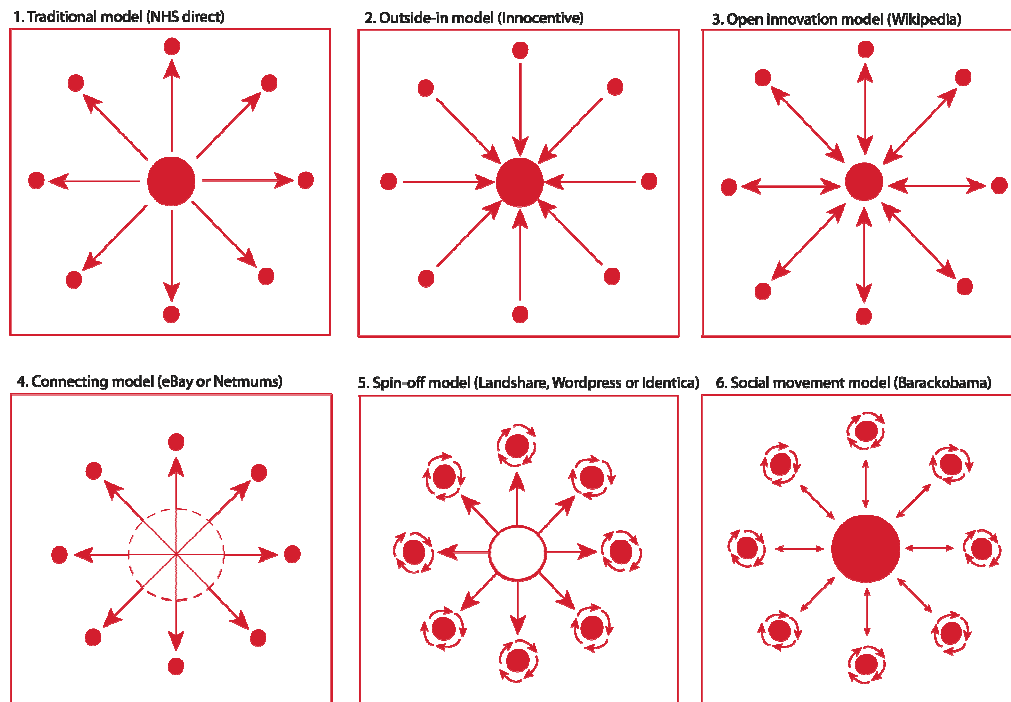 1. Traditional model (NHS direct)
2. Outside-in model (Innocentive)
3. Open innovation model (Wikipedia)
4. Connecting model (eBay or Netmums)
5. Spin-off model (Landshare, Wordpress or Identica)
6. Social movement model (Barackobama)